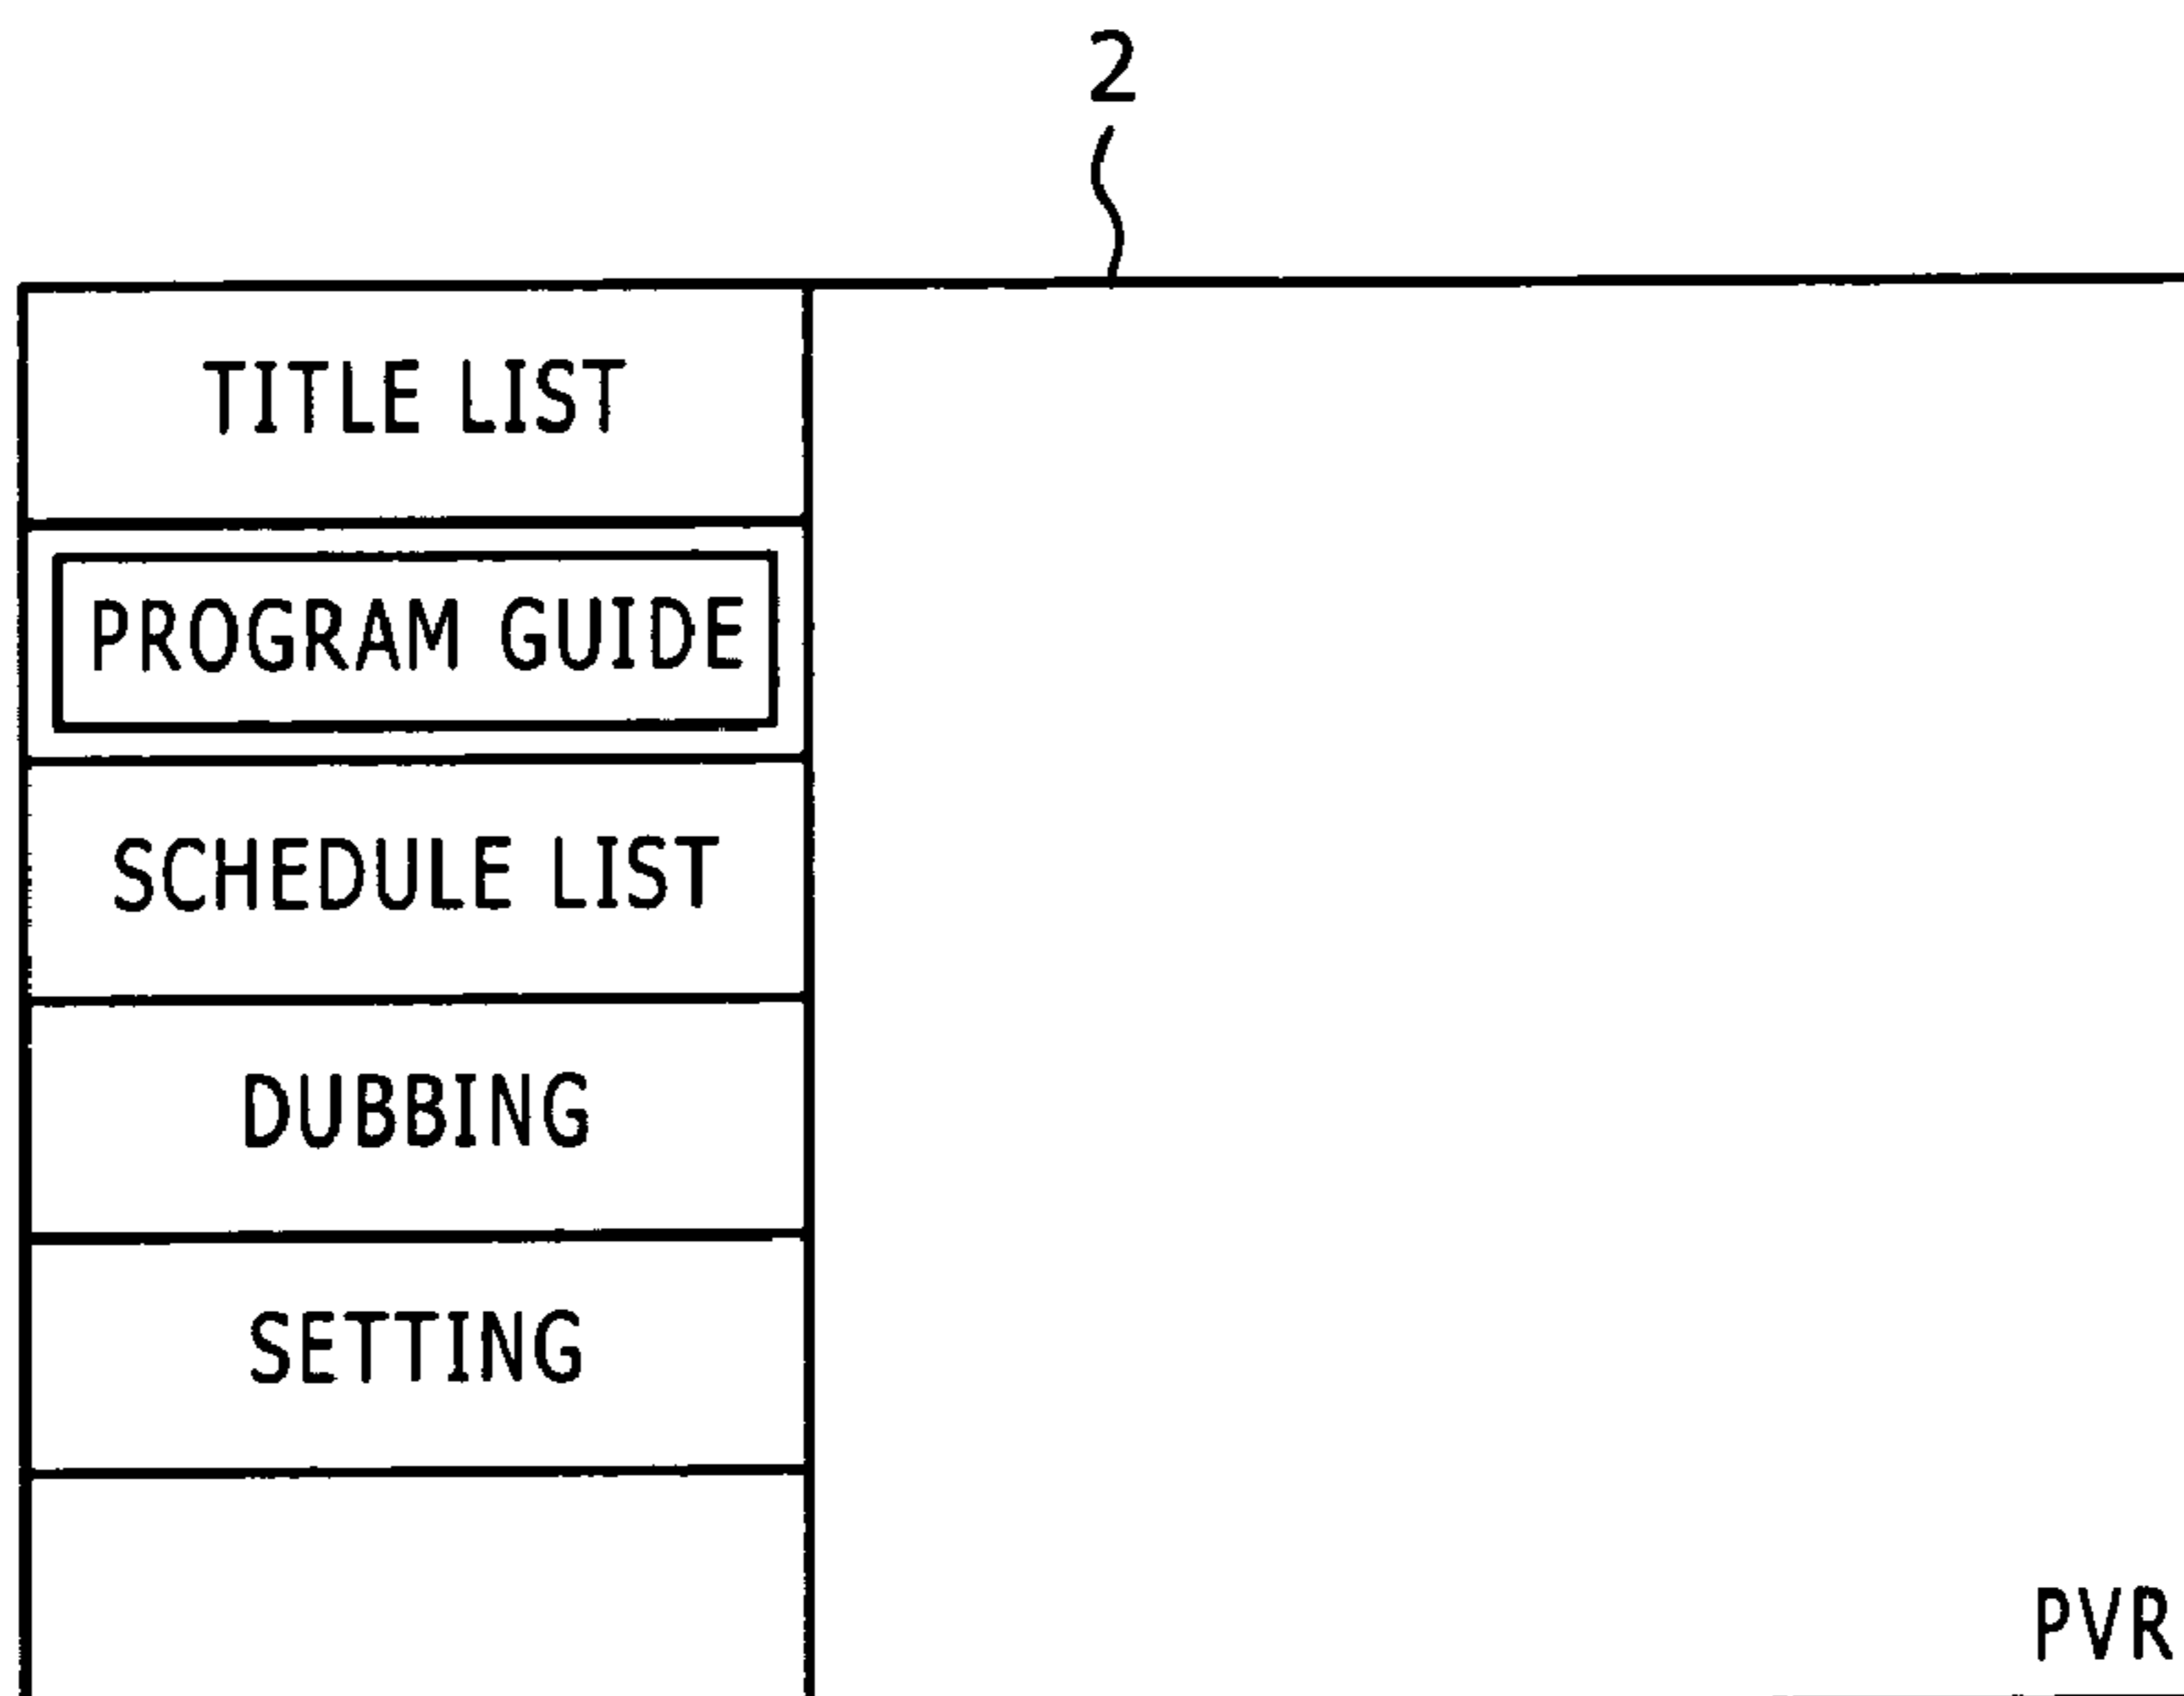 2
TITLE LIST
PROGRAM GUIDE
SCHEDULE LIST
DUBBING
SETTING
PVR